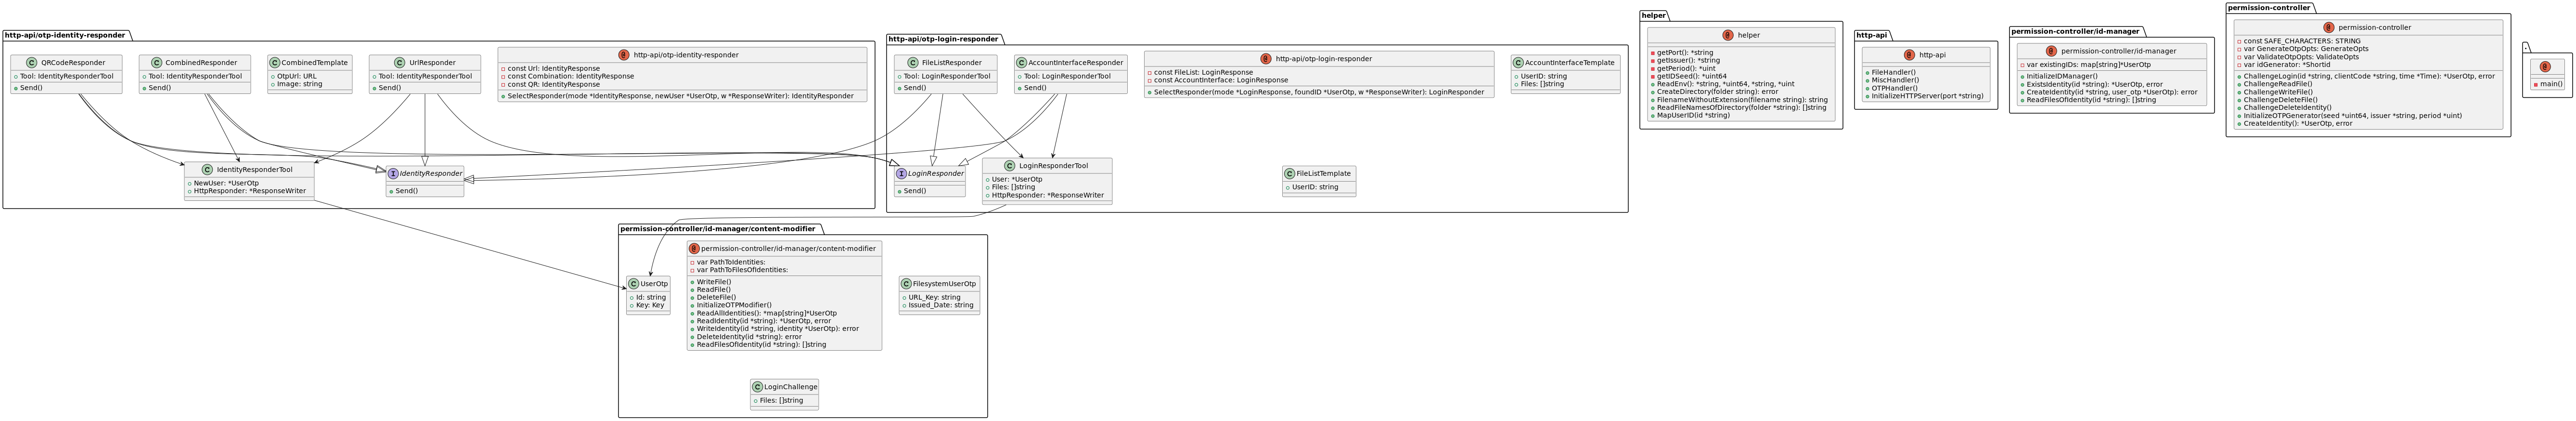 http-api/otp-identity-responder
C QRCodeResponder
Tool: IdentityResponderTool
Send()
C CombinedResponder
Tool: IdentityResponderTool
Send()
C CombinedTemplate
OtpUrl: URL
Image: string
C UrlResponder
Tool: IdentityResponderTool
Send()
@ http-api/otp-identity-responder
const Url: IdentityResponse
const Combination: IdentityResponse
const QR: IdentityResponse
SelectResponder(mode *IdentityResponse, newUser *UserOtp, w *ResponseWriter): IdentityResponder
C IdentityResponderTool
NewUser: *UserOtp
HttpResponder: *ResponseWriter
I IdentityResponder
Send()
http-api/otp-login-responder
C FileListResponder
Tool: LoginResponderTool
Send()
C AccountInterfaceResponder
Tool: LoginResponderTool
Send()
@ http-api/otp-login-responder
const FileList: LoginResponse
const AccountInterface: LoginResponse
SelectResponder(mode *LoginResponse, foundID *UserOtp, w *ResponseWriter): LoginResponder
C AccountInterfaceTemplate
UserID: string
Files: []string
I LoginResponder
Send()
C LoginResponderTool
User: *UserOtp
Files: []string
HttpResponder: *ResponseWriter
C FileListTemplate
UserID: string
helper
@ helper
getPort(): *string
getIssuer(): *string
getPeriod(): *uint
getIDSeed(): *uint64
ReadEnv(): *string, *uint64, *string, *uint
CreateDirectory(folder string): error
FilenameWithoutExtension(filename string): string
ReadFileNamesOfDirectory(folder *string): []string
MapUserID(id *string)
http-api
@ http-api
FileHandler()
MiscHandler()
OTPHandler()
InitializeHTTPServer(port *string)
permission-controller/id-manager
@ permission-controller/id-manager
var existingIDs: map[string]*UserOtp
InitializeIDManager()
ExistsIdentity(id *string): *UserOtp, error
CreateIdentity(id *string, user_otp *UserOtp): error
ReadFilesOfIdentity(id *string): []string
permission-controller
@ permission-controller
const SAFE_CHARACTERS: STRING
var GenerateOtpOpts: GenerateOpts
var ValidateOtpOpts: ValidateOpts
var idGenerator: *Shortid
ChallengeLogin(id *string, clientCode *string, time *Time): *UserOtp, error
ChallengeReadFile()
ChallengeWriteFile()
ChallengeDeleteFile()
ChallengeDeleteIdentity()
InitializeOTPGenerator(seed *uint64, issuer *string, period *uint)
CreateIdentity(): *UserOtp, error
.
@
main()
permission-controller/id-manager/content-modifier
C UserOtp
Id: string
Key: Key
@ permission-controller/id-manager/content-modifier
var PathToIdentities:
var PathToFilesOfIdentities:
WriteFile()
ReadFile()
DeleteFile()
InitializeOTPModifier()
ReadAllIdentities(): *map[string]*UserOtp
ReadIdentity(id *string): *UserOtp, error
WriteIdentity(id *string, identity *UserOtp): error
DeleteIdentity(id *string): error
ReadFilesOfIdentity(id *string): []string
C FilesystemUserOtp
URL_Key: string
Issued_Date: string
C LoginChallenge
Files: []string